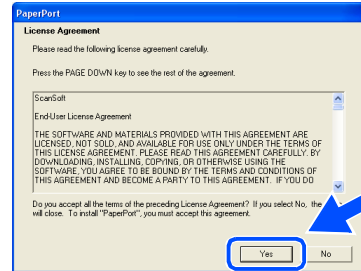 PaperPort
License Agreement
Please read the following license agreement carefully.
Press the PAGE DOWN key to see the rest of the agreement.
ScanSoft
End-User License Agreement
THE SOFTWARE AND MATERIALS PROVIDED WITH THIS AGREEMENT ARE
LICENSED, NOT SOLD, AND AVAILABLE FOR USE ONLY UNDER THE TERMS OF
THIS LICENSE AGREEMENT. PLEASE READ THIS AGREEMENT CAREFULLY. BY
DOWNLOADING, INSTALLING, COPYING, OR OTHERWISE USING THE
SOFTWARE, YOU AGREE TO BE BOUND BY THE TERMS AND CONDITIONS OF
THIS AGREEMENT AND BECOME A PARTY TO THIS AGREEMENT. IF YOU DO
Do you accept all the terms of the preceding License Agreement? If you select No, the
will close. To install "PaperPort", you must accept this agreement.
Yes
No